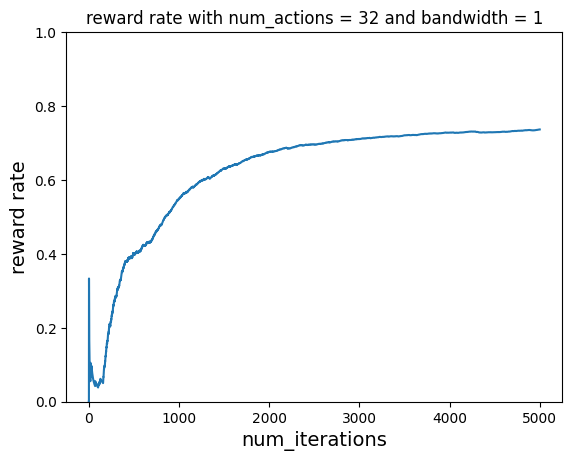 reward rate with num_actions = 32 and bandwidth = 1
1.0
0.8
0.6
0.4
0.2
0.0
reward rate
0 1000 2000 3000 4000 5000
num_iterations